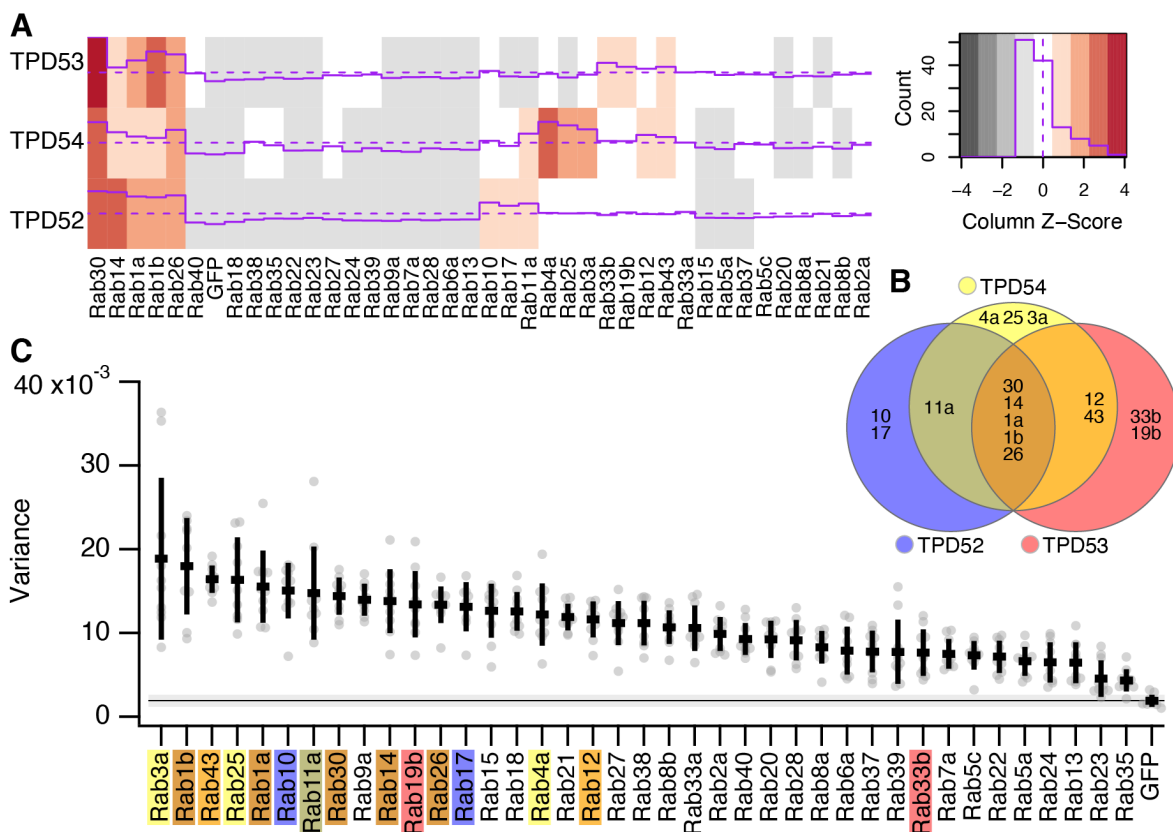 A
TPD53
TPD54
TPD52
Rab30
Rab14
Rab1a
Rab1b
Rab26
Rab40
GFP
Rab18
Rab38
Rab35
Rab22
Rab23
Rab27
Rab24
Rab39
Rab9a
Rab7a
Rab28
Rab6a
Rab13
Rab10
Rab17
Rab11a
Rab4a
Rab25
Rab3a
Rab33b
Rab19b
Rab12
Rab43
Rab33a
Rab15
Rab5a
Rab37
Rab5c
Rab20
Rab8a
Rab21
Rab8b
Rab2a
Count
40
20
0
−4 −2 0 2 4
Column Z−Score
B
TPD54
4a 25 3a
10
17
11a
30
14
1a
1b
26
12
43
33b
19b
TPD52
TPD53
C
40 x10-3
30
20
10
0
Variance
Rab3a
Rab1b
Rab43
Rab25
Rab1a
Rab10
Rab11a
Rab30
Rab9a
Rab14
Rab19b
Rab26
Rab17
Rab15
Rab18
Rab4a
Rab21
Rab12
Rab27
Rab38
Rab8b
Rab33a
Rab2a
Rab40
Rab20
Rab28
Rab8a
Rab6a
Rab37
Rab39
Rab33b
Rab7a
Rab5c
Rab22
Rab5a
Rab24
Rab13
Rab23
Rab35
GFP